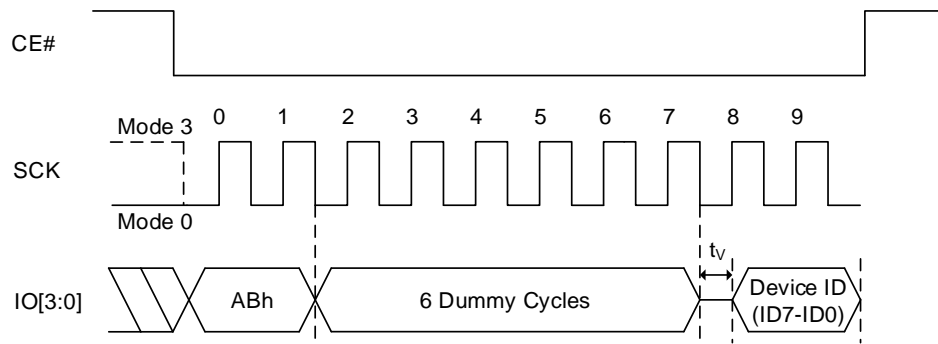 CE#
0 1 2 3 4 5 6 7 8 9
Mode 3
SCK
Mode 0
tV
IO[3:0]
ABh
6 Dummy Cycles
Device ID
(ID7-ID0)